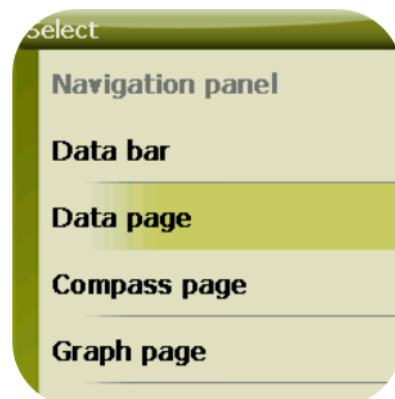 Select
Navigation panel
Data bar
Data page
Compass page
Graph page